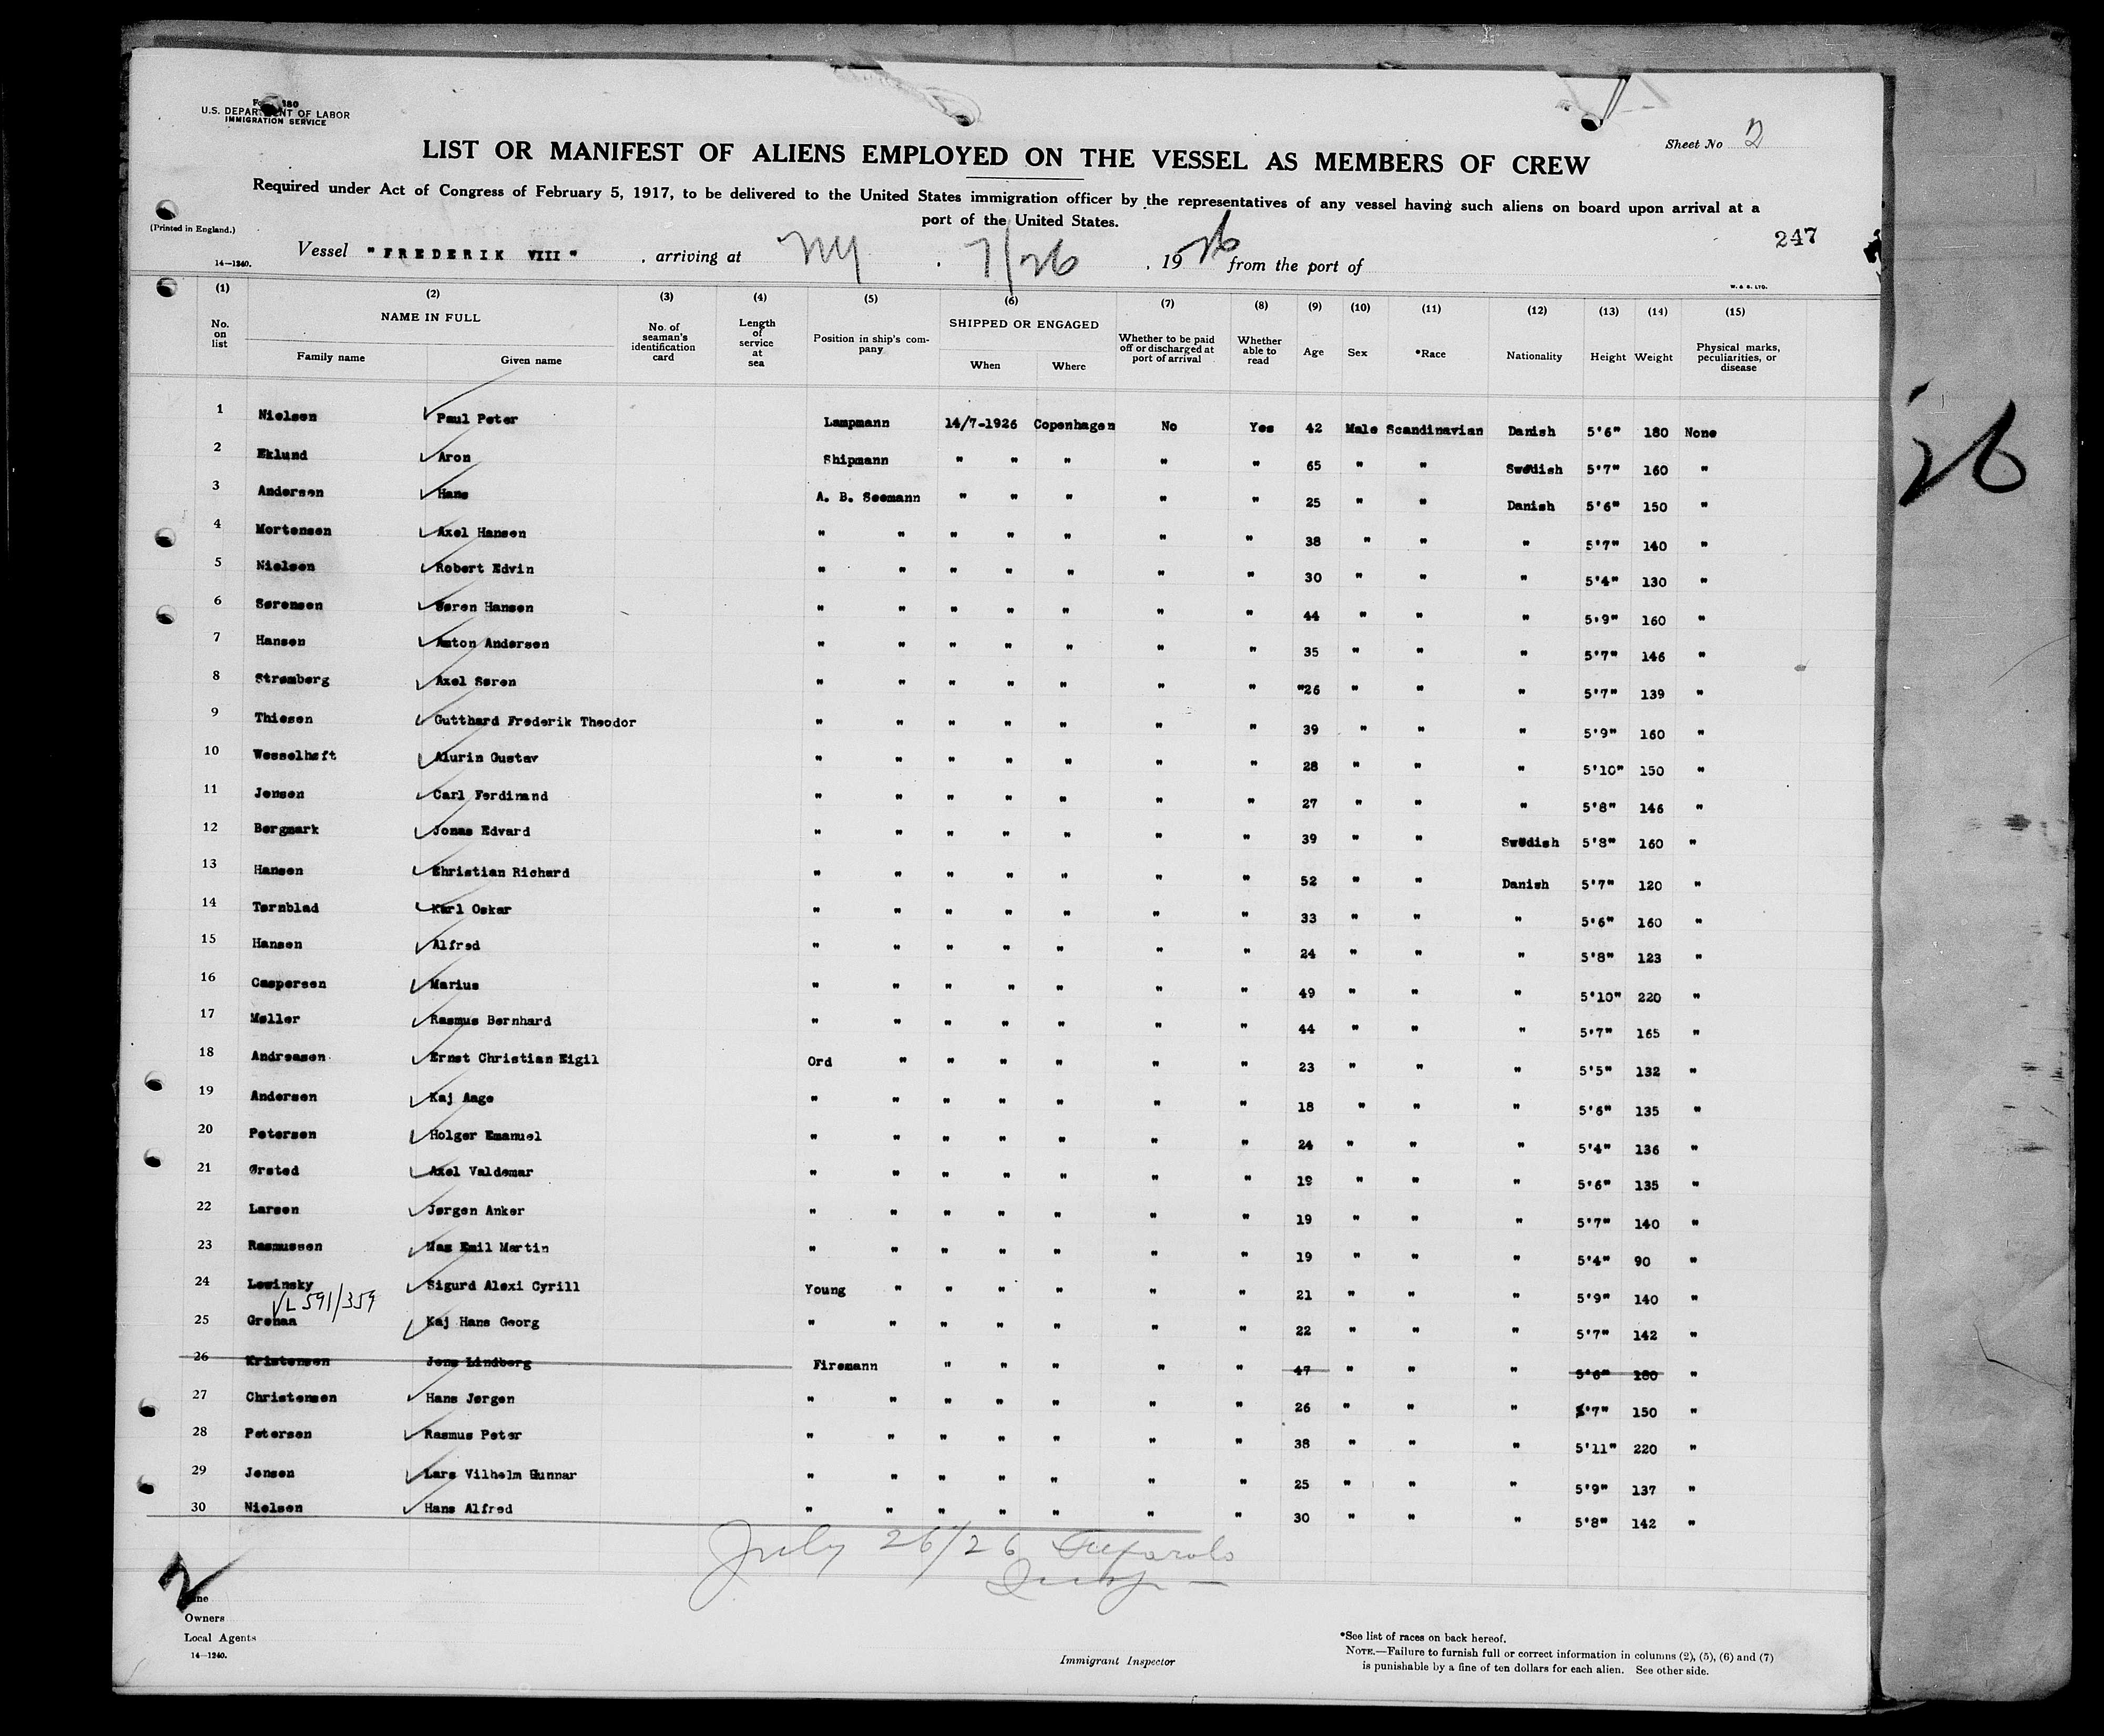 Form 180
U.S. DEPARTMENT OF LABOR
IMMIGRATION SERVICE
Sheet No 2
LIST OR MANIFEST OF ALIENS EMPLOYED ON THE VESSEL AS MEMBERS OF CREW
Required under Act of Congress of February 5, 1917, to be delivered to the United States immigration officer by the representatives of any vessel having such aliens on board upon arrival at a
port of the United States.
(Printed in England.)
247
14—1240.
Vessel "FREDERIK VIII", arriving at NY, 7/26, 1926 from the port of
W. & S. LTD.
(1) (2) (3) (4) (5) (6) (7) (8) (9) (10) (11) (12) (13) (14) (15)
No. on list NAME IN FULL Family name Given name No. of seaman's identification card Length of service at sea Position in ship's company SHIPPED OR ENGAGED When Where Whether to be paid off or discharged at port of arrival Whether able to read Age Sex *Race Nationality Height Weight Physical marks, peculiarities, or disease
1 Nielsen Paul Peter Lampmann 14/7-1926 Copenhagen No Yes 42 Male Scandinavian Danish 5'6" 180 None
2 Eklund Aron Shipmann " " " " " 65 " " Swedish 5'7" 160 "
3 Andersen Hans A. B. Seemann " " " " " 25 " " Danish 5'6" 150 "
4 Mortensen Axel Hansen " " " " " " " 38 " " " 5'7" 140 "
5 Nielsen Robert Edvin " " " " " " " 30 " " " 5'4" 130 "
6 Sørensen Søren Hansen " " " " " " " 44 " " " 5'9" 160 "
7 Hansen Anton Andersen " " " " " " " 35 " " " 5'7" 146 "
8 Strømberg Axel Søren " " " " " " " "26 " " " 5'7" 139 "
9 Thiesen Gutthard Frederik Theodor " " " " " " " 39 " " " 5'9" 160 "
10 Wesselhøft Alurin Gustav " " " " " " " 28 " " " 5'10" 150 "
11 Jensen Carl Ferdinand " " " " " " " 27 " " " 5'8" 146 "
12 Bergmark Jonas Edvard " " " " " " " 39 " " Swedish 5'8" 160 "
13 Hansen Christian Richard " " " " " " " 52 " " Danish 5'7" 120 "
14 Tørnblad Karl Oskar " " " " " " " 33 " " " 5'6" 160 "
15 Hansen Alfred " " " " " " " 24 " " " 5'8" 123 "
16 Caspersen Marius " " " " " " " 49 " " " 5'10" 220 "
17 Møller Rasmus Bernhard " " " " " " " 44 " " " 5'7" 165 "
18 Andreasen Ernst Christian Eigil Ord " " " " " " 23 " " " 5'5" 132 "
19 Andersen Kaj Aage " " " " " " " 18 " " " 5'6" 135 "
20 Petersen Holger Emanuel " " " " " " " 24 " " " 5'4" 136 "
21 Ørsted Axel Valdemar " " " " " " " 19 " " " 5'6" 135 "
22 Larsen Jørgen Anker " " " " " " " 19 " " " 5'7" 140 "
23 Rasmussen Max Emil Martin " " " " " " " 19 " " " 5'4" 90 "
24 Lewinsky Sigurd Alexi Cyrill Young " " " " " " 21 " " " 5'9" 140 "
VL 591/359
25 Grenaa Kaj Hans Georg " " " " " " " 22 " " " 5'7" 142 "
26 Kristensen Jens Lindberg Firemann " " " " " 47 " " " 5'6" 180 "
27 Christensen Hans Jørgen " " " " " " " 26 " " " 5'7" 150 "
28 Petersen Rasmus Peter " " " " " " " 38 " " " 5'11" 220 "
29 Jensen Lars Vilhelm Gunnar " " " " " " " 25 " " " 5'9" 137 "
30 Nielsen Hans Alfred " " " " " " " 30 " " " 5'8" 142 "
July 26/26
Insp
2
Line
Owners
Local Agents
14—1240.
Immigrant Inspector
*See list of races on back hereof.
NOTE.—Failure to furnish full or correct information in columns (2), (5), (6) and (7)
is punishable by a fine of ten dollars for each alien. See other side.
26